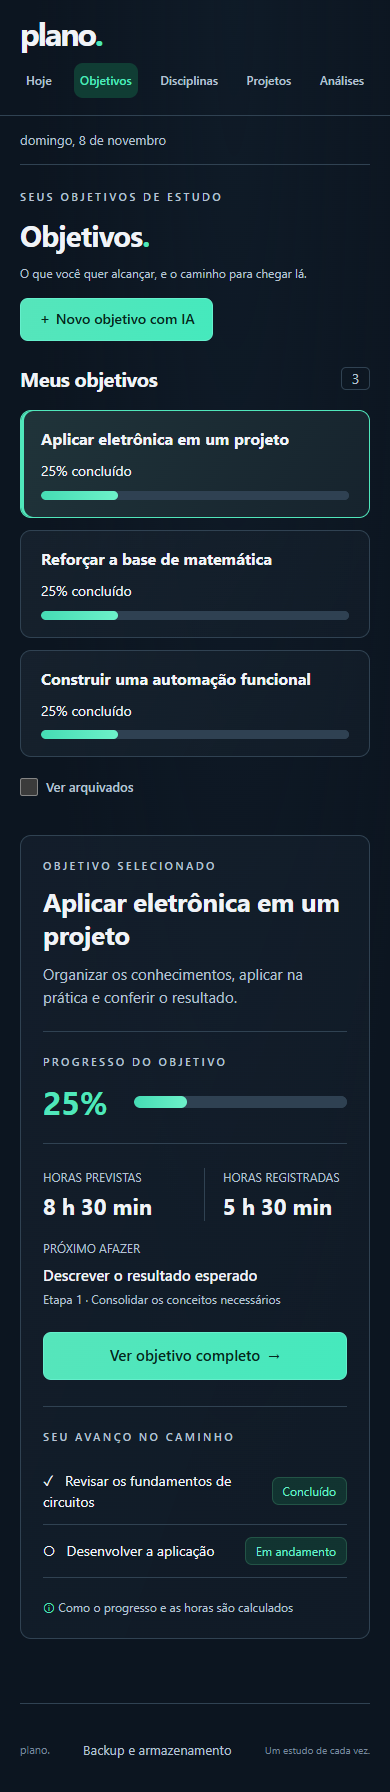 plano.
Hoje Objetivos Disciplinas Projetos Análises
domingo, 8 de novembro
SEUS OBJETIVOS DE ESTUDO
Objetivos.
O que você quer alcançar, e o caminho para chegar lá.
+ Novo objetivo com IA
Meus objetivos 3
Aplicar eletrônica em um projeto
25% concluído
Reforçar a base de matemática
25% concluído
Construir uma automação funcional
25% concluído
Ver arquivados
OBJETIVO SELECIONADO
Aplicar eletrônica em um
projeto
Organizar os conhecimentos, aplicar na
prática e conferir o resultado.
PROGRESSO DO OBJETIVO
25%
HORAS PREVISTAS HORAS REGISTRADAS
8 h 30 min 5 h 30 min
PRÓXIMO AFAZER
Descrever o resultado esperado
Etapa 1 · Consolidar os conceitos necessários
Ver objetivo completo →
SEU AVANÇO NO CAMINHO
✓ Revisar os fundamentos de
circuitos
Concluído
○ Desenvolver a aplicação Em andamento
ⓘ Como o progresso e as horas são calculados
plano. Backup e armazenamento Um estudo de cada vez.